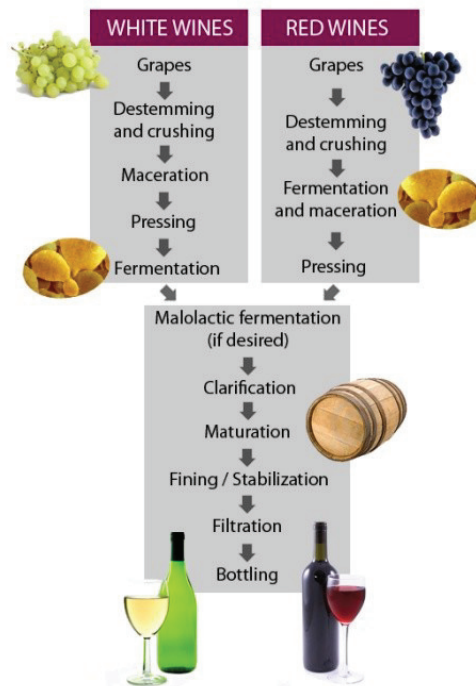 WHITE WINES
Grapes
Destemming
and crushing
Maceration
Pressing
Fermentation
RED WINES
Grapes
Destemming
and crushing
Fermentation
and maceration
Pressing
Malolactic fermentation
(if desired)
Clarification
Maturation
Fining / Stabilization
Filtration
Bottling